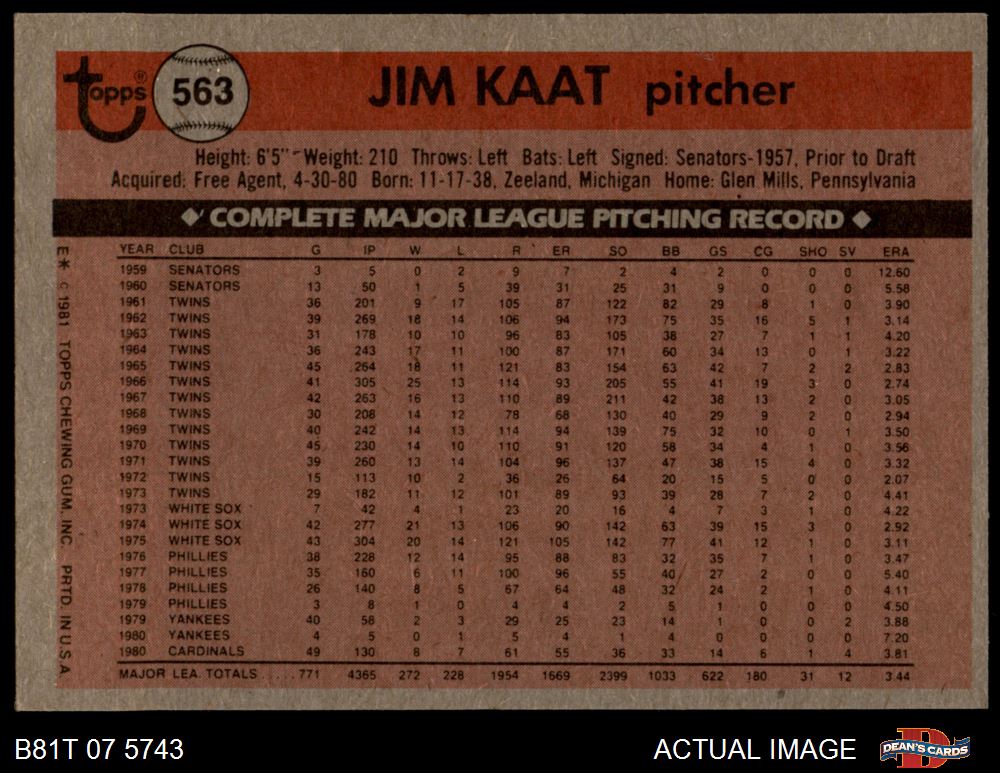 topps® 563 JIM KAAT pitcher
Height: 6'5" Weight: 210 Throws: Left Bats: Left Signed: Senators-1957, Prior to Draft
Acquired: Free Agent, 4-30-80 Born: 11-17-38, Zeeland, Michigan Home: Glen Mills, Pennsylvania
COMPLETE MAJOR LEAGUE PITCHING RECORD
YEAR CLUB G IP W L R ER SO BB GS CG SHO SV ERA
1959 SENATORS 3 5 0 2 9 7 2 4 2 0 0 0 12.60
1960 SENATORS 13 50 1 5 39 31 25 31 9 0 0 0 5.58
1961 TWINS 36 201 9 17 105 87 122 82 29 8 1 0 3.90
1962 TWINS 39 269 18 14 106 94 173 75 35 16 5 1 3.14
1963 TWINS 31 178 10 10 96 83 105 38 27 7 1 1 4.20
1964 TWINS 36 243 17 11 100 87 171 60 34 13 0 1 3.22
1965 TWINS 45 264 18 11 121 83 154 63 42 7 2 2 2.83
1966 TWINS 41 305 25 13 114 93 205 55 41 19 3 0 2.74
1967 TWINS 42 263 16 13 110 89 211 42 38 13 2 0 3.05
1968 TWINS 30 208 14 12 78 68 130 40 29 9 2 0 2.94
1969 TWINS 40 242 14 13 114 94 139 75 32 10 0 1 3.50
1970 TWINS 45 230 14 10 110 91 120 58 34 4 1 0 3.56
1971 TWINS 39 260 13 14 104 96 137 47 38 15 4 0 3.32
1972 TWINS 15 113 10 2 36 26 64 20 15 5 0 0 2.07
1973 TWINS 29 182 11 12 101 89 93 39 28 7 2 0 4.41
1973 WHITE SOX 7 42 4 1 23 20 16 4 7 3 1 0 4.22
1974 WHITE SOX 42 277 21 13 106 90 142 63 39 15 3 0 2.92
1975 WHITE SOX 43 304 20 14 121 105 142 77 41 12 1 0 3.11
1976 PHILLIES 38 228 12 14 95 88 83 32 35 7 1 0 3.47
1977 PHILLIES 35 160 6 11 100 96 55 40 27 2 0 0 5.40
1978 PHILLIES 26 140 8 5 67 64 48 32 24 2 1 0 4.11
1979 PHILLIES 3 8 1 0 4 4 2 5 1 0 0 0 4.50
1979 YANKEES 40 58 2 3 29 25 23 14 1 0 0 2 3.88
1980 YANKEES 4 5 0 1 5 4 1 4 0 0 0 0 7.20
1980 CARDINALS 49 130 8 7 61 55 36 33 14 6 1 4 3.81
MAJOR LEA. TOTALS . . . . . 771 4365 272 228 1954 1669 2399 1033 622 180 31 12 3.44
E* © 1981 TOPPS CHEWING GUM, INC. PRTD. IN U.S.A.
B81T 07 5743 ACTUAL IMAGE DEAN'S CARDS